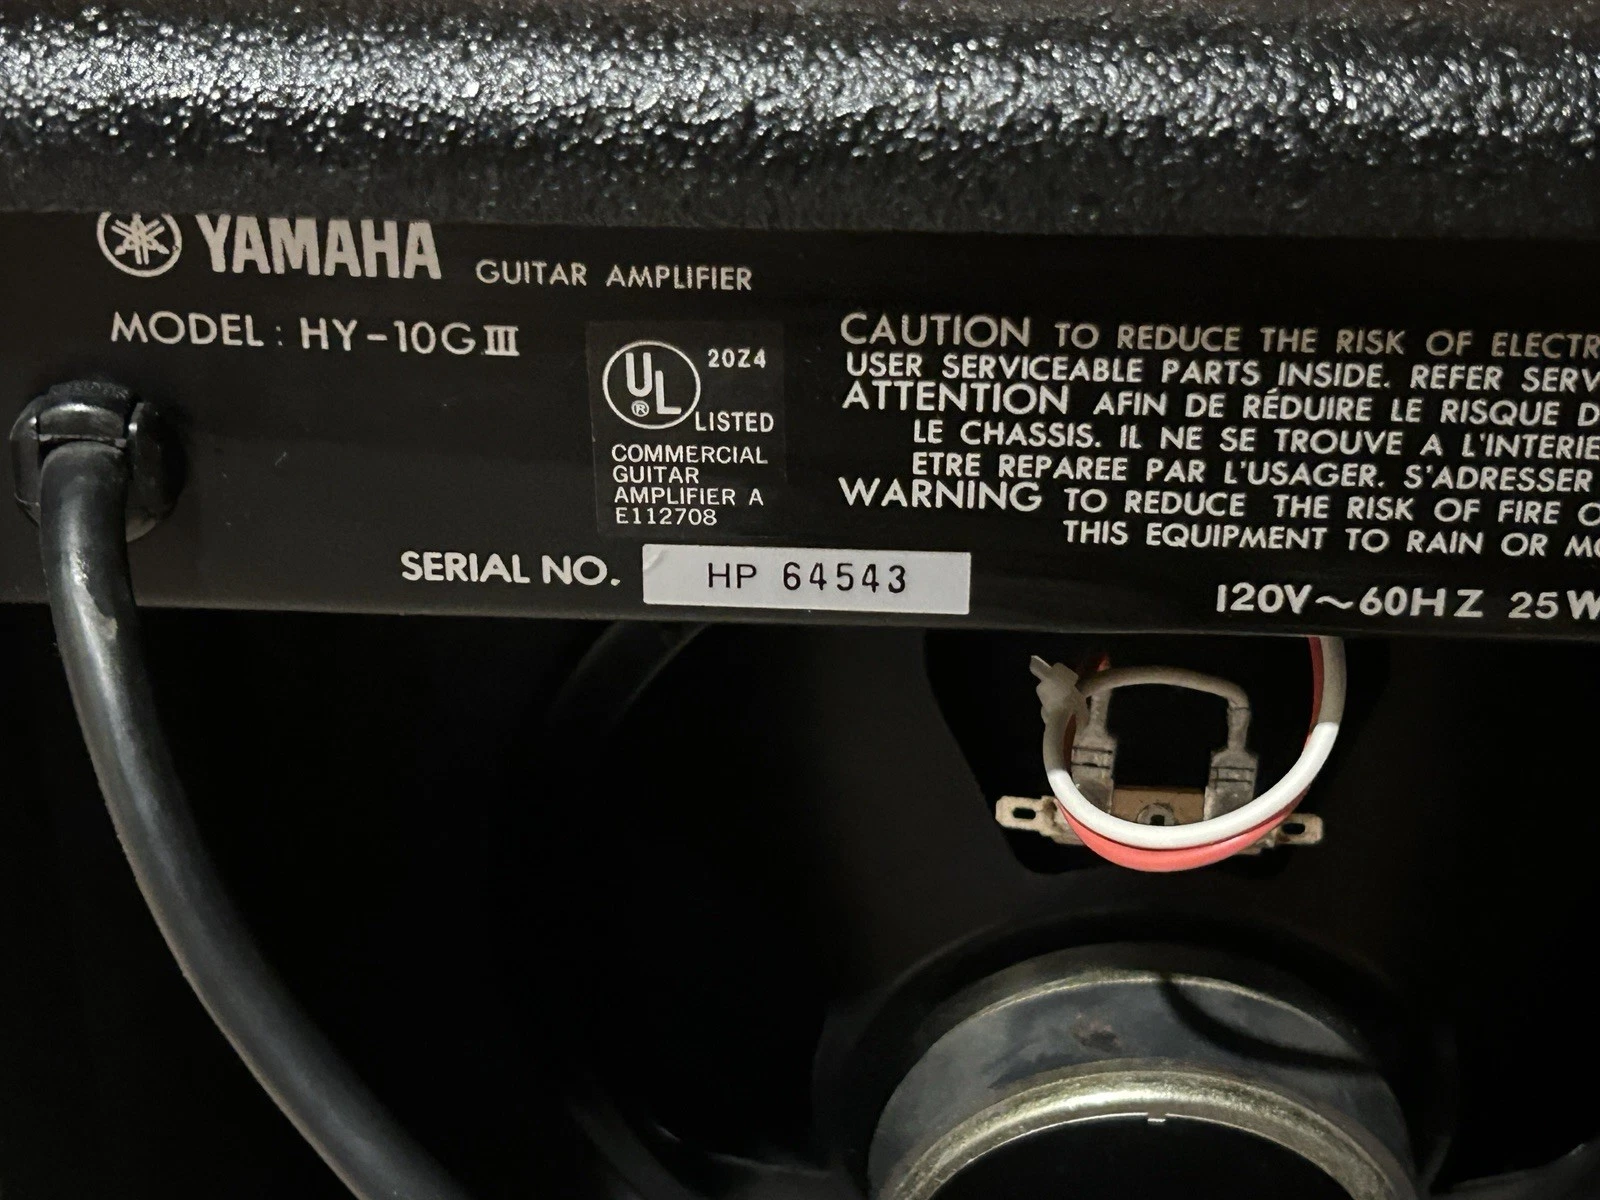 YAMAHA GUITAR AMPLIFIER
MODEL : HY-10G III
UL ® 20Z4
LISTED
COMMERCIAL
GUITAR
AMPLIFIER A
E112708
SERIAL NO. HP 64543
CAUTION TO REDUCE THE RISK OF
USER SERVICEABLE PARTS INSIDE. REFER
ATTENTION AFIN DE RÉDUIRE LE RISQUE
LE CHASSIS. IL NE SE TROUVE A
ETRE REPAREE PAR L'USAGER. S'ADRESSER
WARNING TO REDUCE THE RISK OF FIRE
THIS EQUIPMENT TO RAIN OR
120V~60HZ 25W